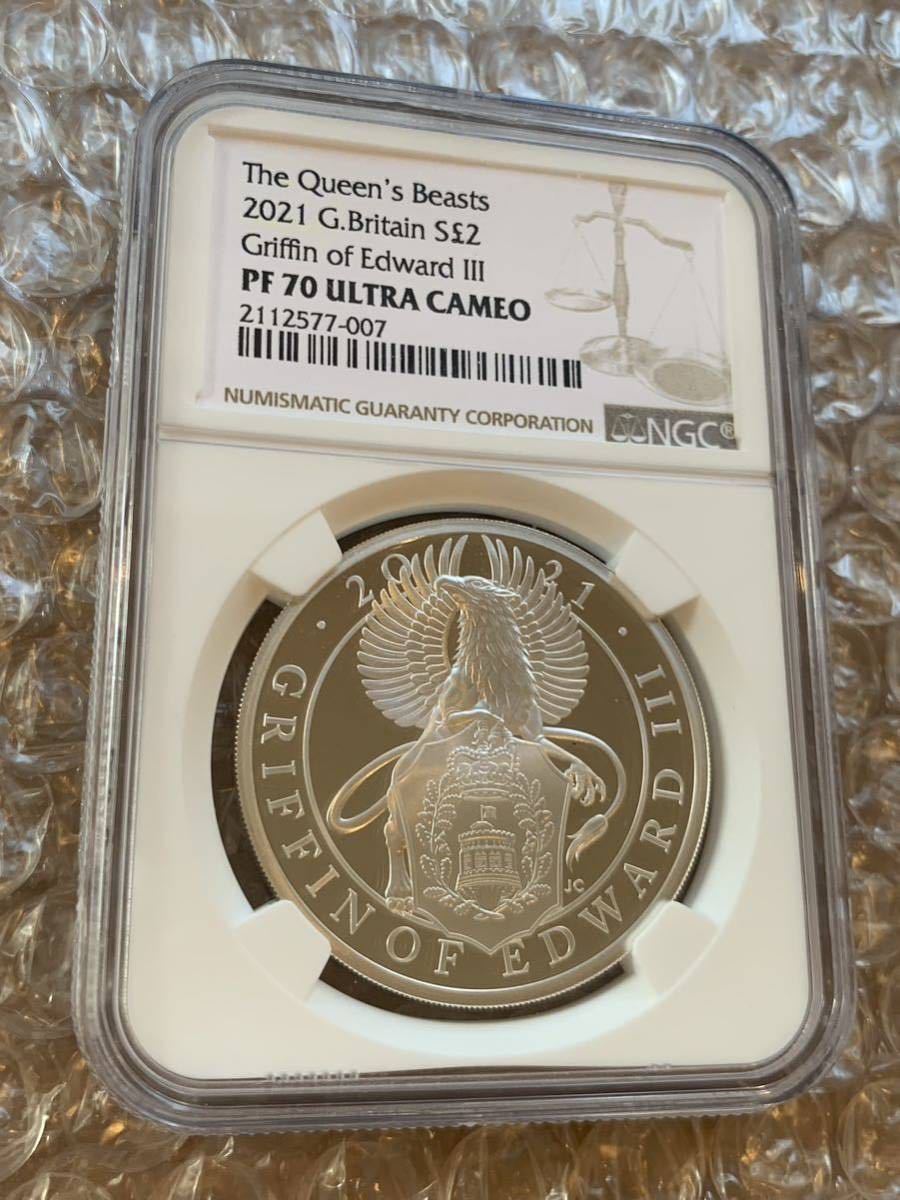 The Queen's Beasts
2021 G.Britain S£2
Griffin of Edward III
PF 70 ULTRA CAMEO
2112577-007
NUMISMATIC GUARANTY CORPORATION
NGC®
2021
GRIFFIN OF EDWARD III
JC